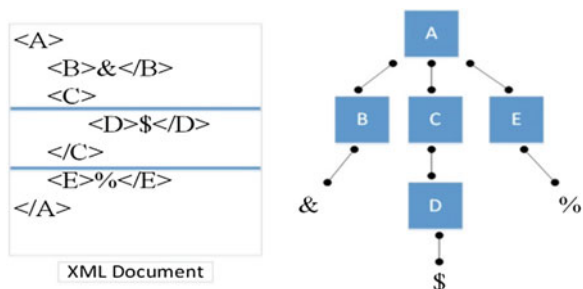 <A>
<B>&</B>
<C>
<D>$</D>
</C>
<E>%</E>
</A>
XML Document
A
B C E
& D %
$